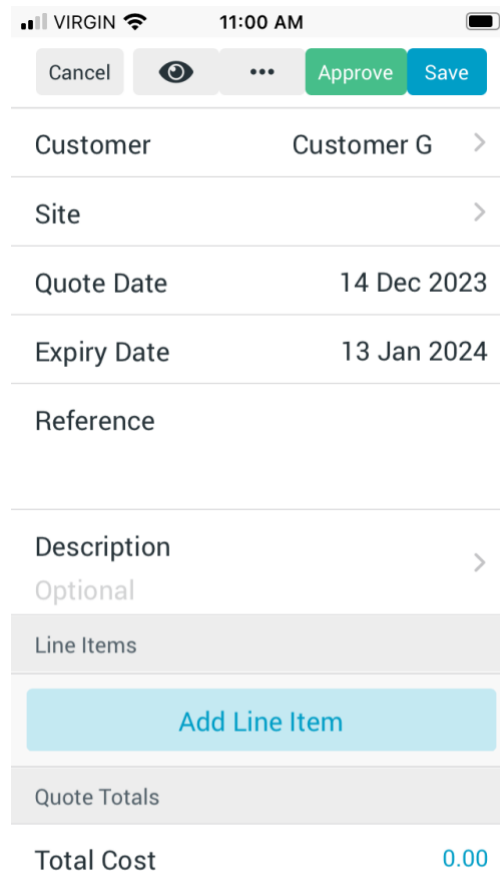 VIRGIN 11:00 AM
Cancel ••• Approve Save
Customer Customer G
Site
Quote Date 14 Dec 2023
Expiry Date 13 Jan 2024
Reference
Description
Optional
Line Items
Add Line Item
Quote Totals
Total Cost 0.00